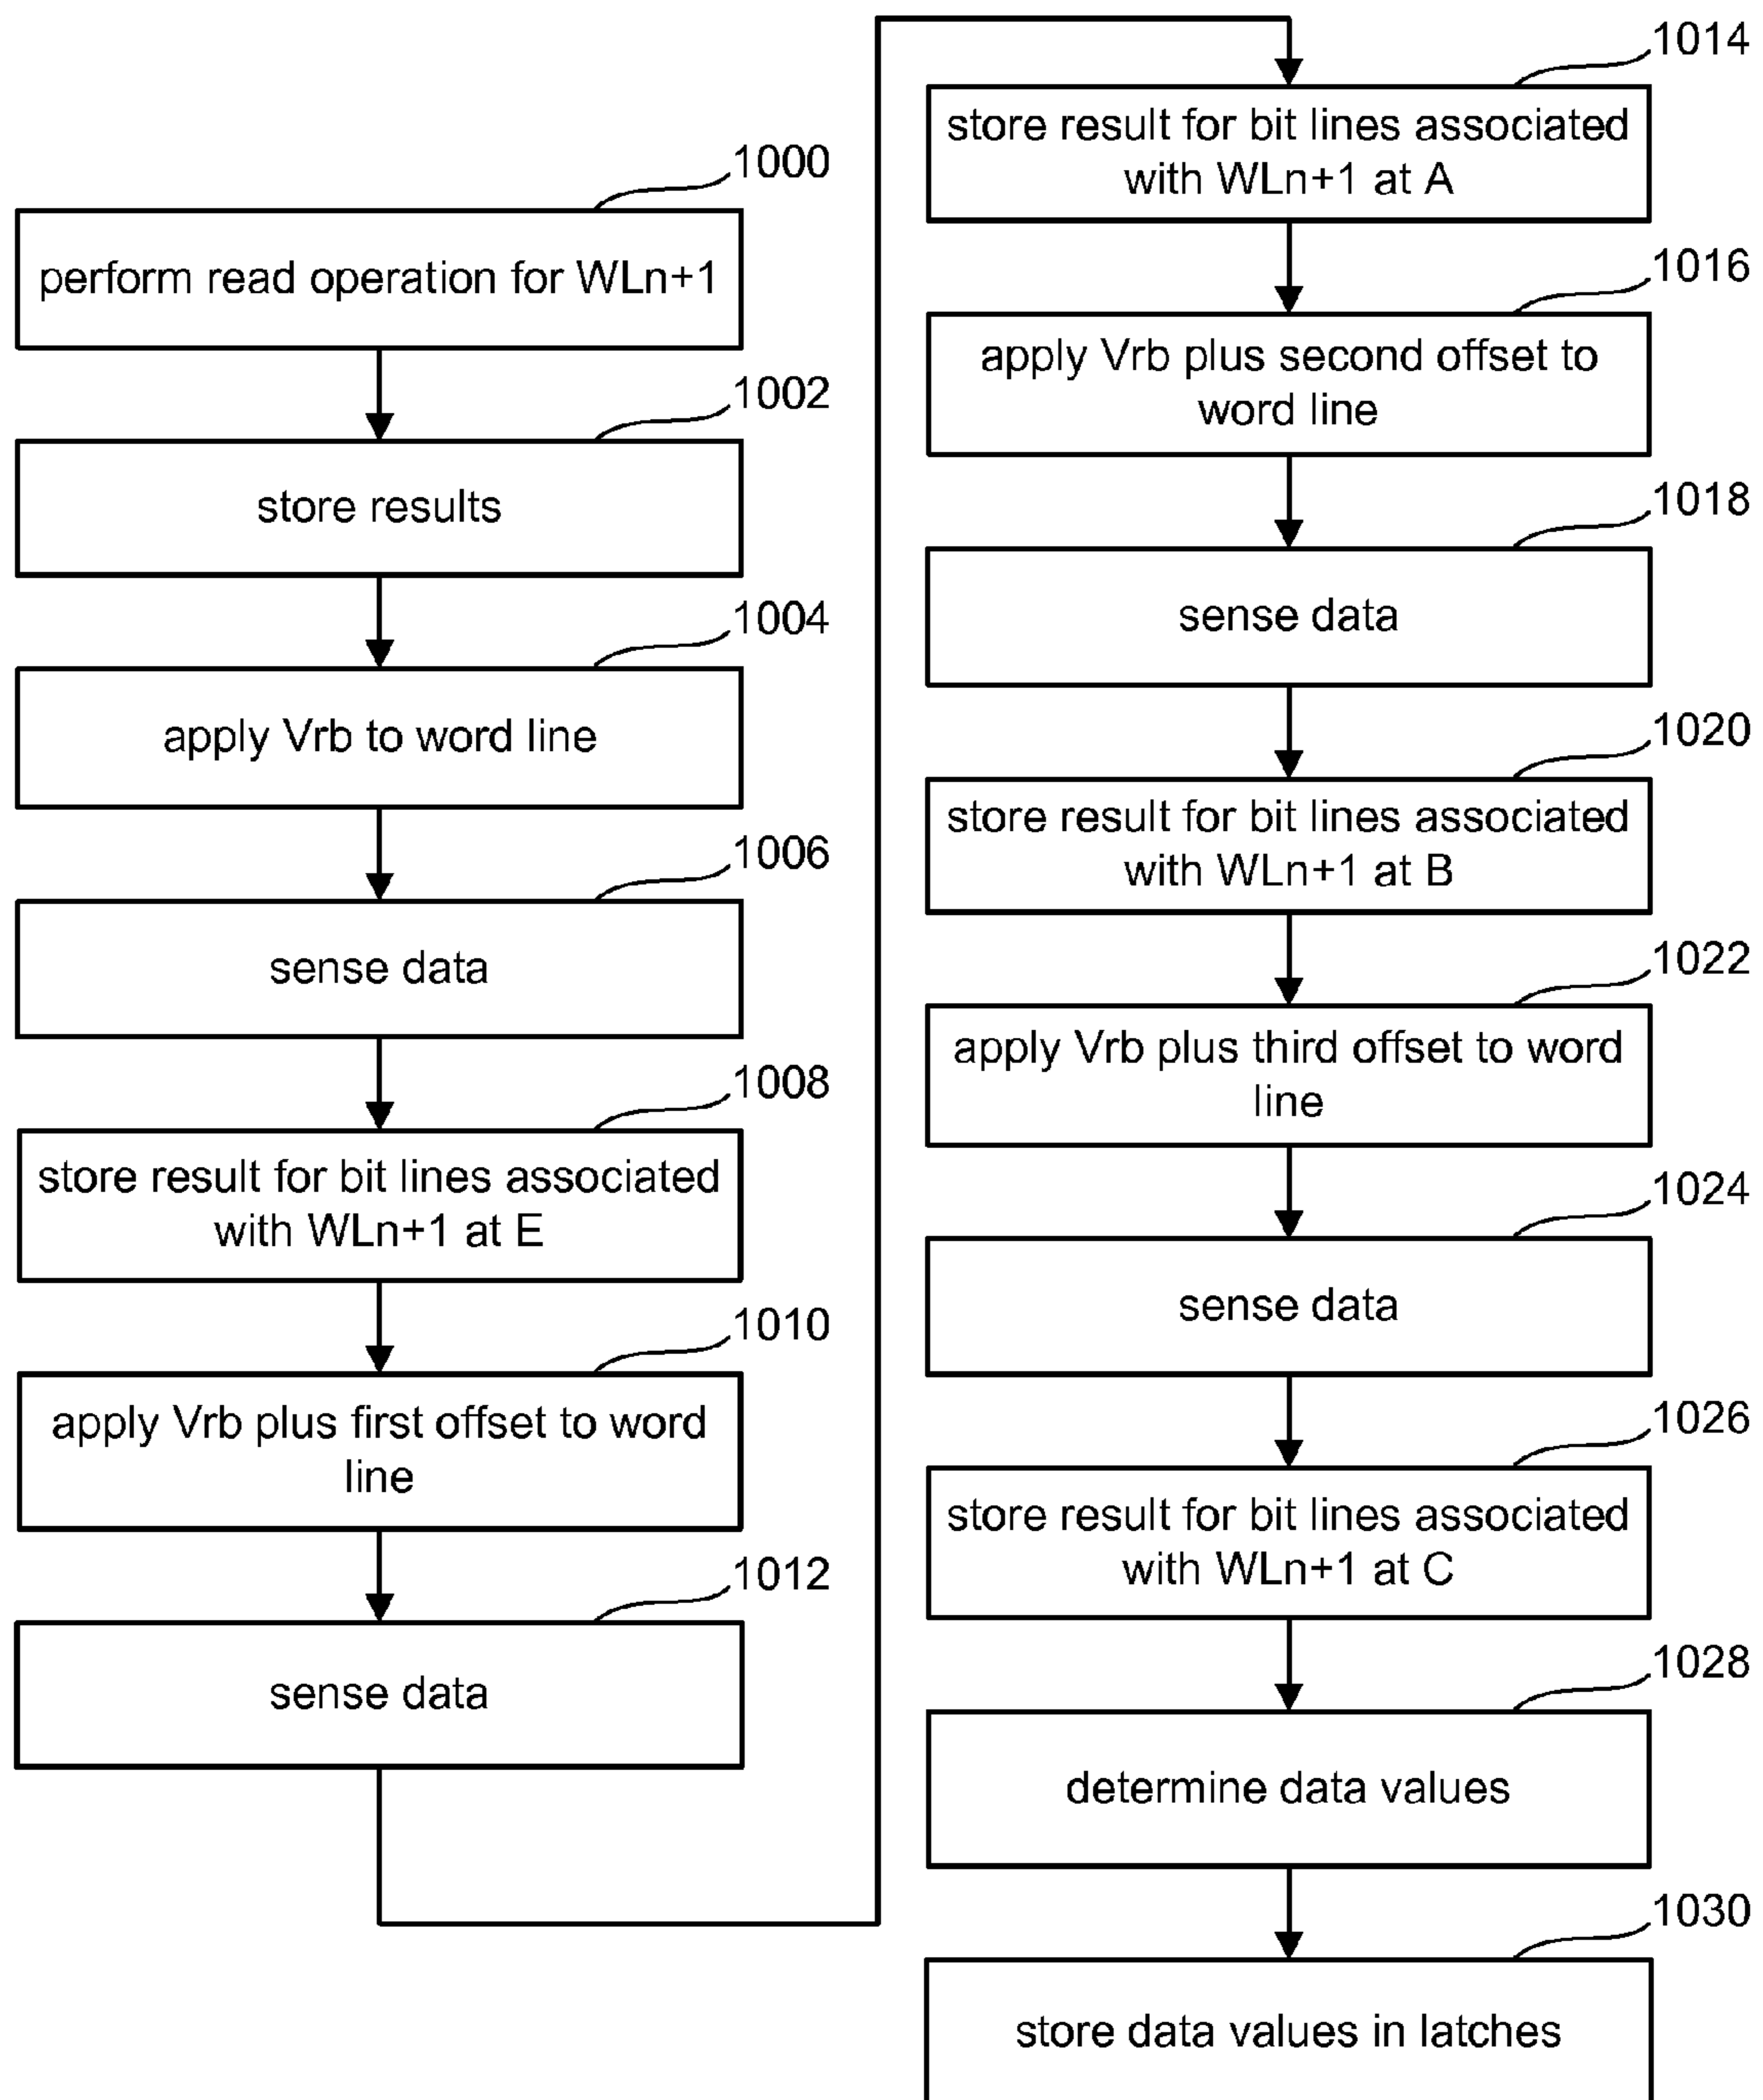 1000
perform read operation for WLn+1
1002
store results
1004
apply Vrb to word line
1006
sense data
1008
store result for bit lines associated
with WLn+1 at E
1010
apply Vrb plus first offset to word
line
1012
sense data
1014
store result for bit lines associated
with WLn+1 at A
1016
apply Vrb plus second offset to
word line
1018
sense data
1020
store result for bit lines associated
with WLn+1 at B
1022
apply Vrb plus third offset to word
line
1024
sense data
1026
store result for bit lines associated
with WLn+1 at C
1028
determine data values
1030
store data values in latches